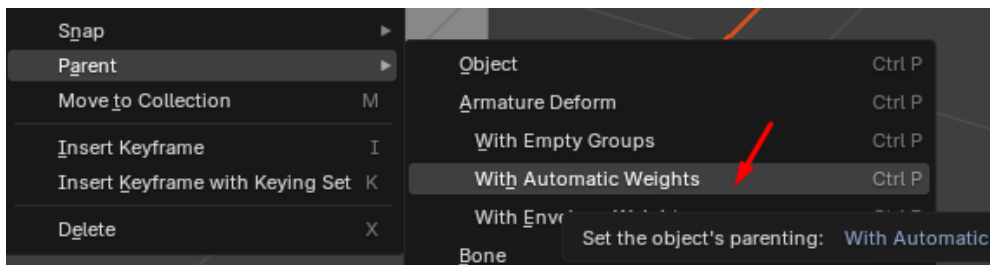 Snap
Parent
Move to Collection M
Insert Keyframe I
Insert Keyframe with Keying Set K
Delete X
Object Ctrl P
Armature Deform Ctrl P
With Empty Groups Ctrl P
With Automatic Weights Ctrl P
With
Set the object's parenting: With Automatic
Bone